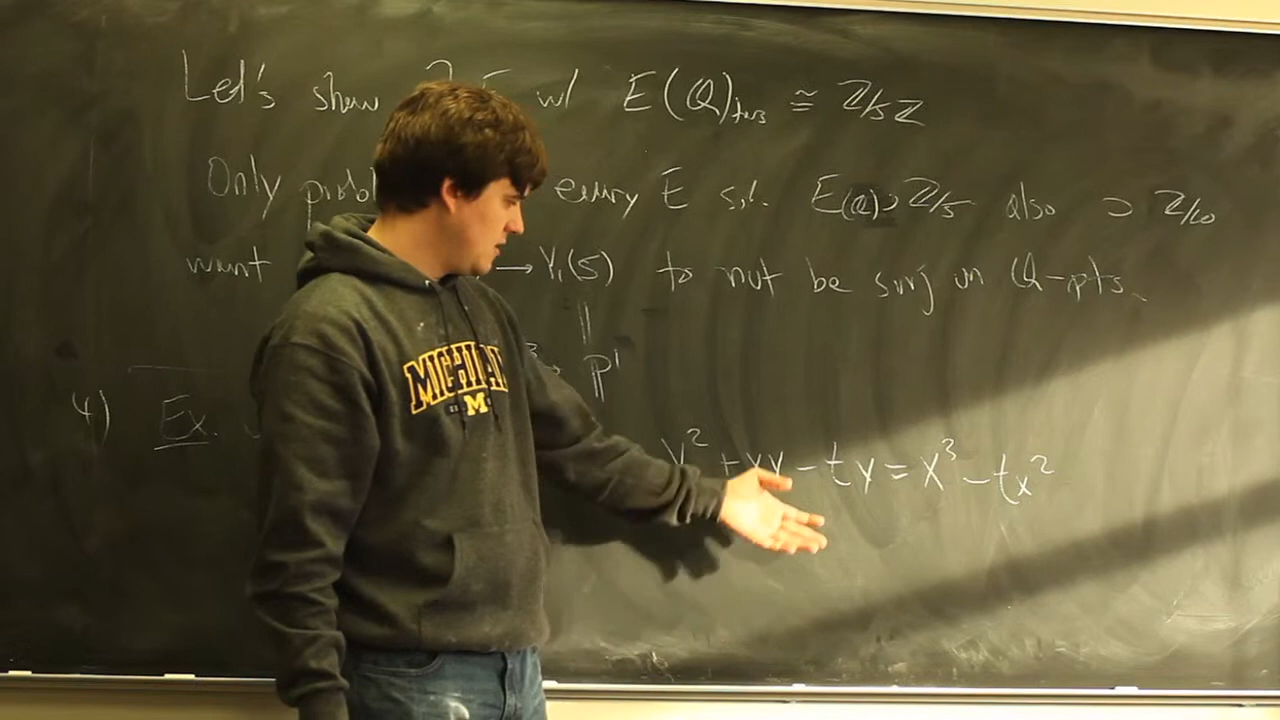 Let's show ∃ E w/ E(Q)tors ≅ Z/5Z
Only probl every E s.t. E(Q)⊃Z/5 also ⊃ Z/10
want → Y₁(5) to not be surj on Q-pts.
||
P¹
4) Ex. y² + xy - ty = x³ - tx²
MICHIGAN
M